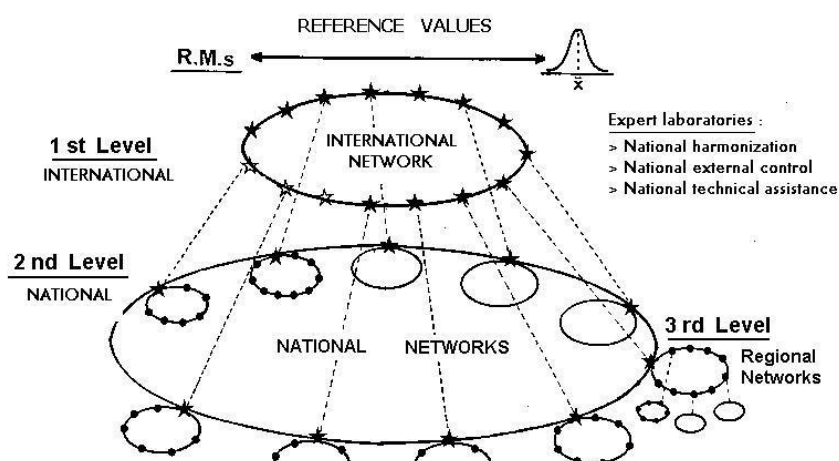 REFERENCE VALUES
R.M.s
x̄
Expert laboratories :
> National harmonization
> National external control
> National technical assistance
1 st Level
INTERNATIONAL
INTERNATIONAL
NETWORK
2 nd Level
NATIONAL
NATIONAL NETWORKS
3 rd Level
Regional
Networks